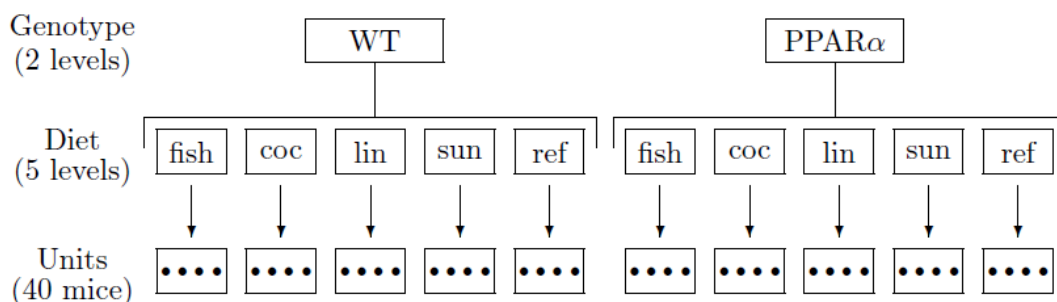 Genotype
(2 levels)
WT
PPARα
Diet
(5 levels)
fish coc lin sun ref fish coc lin sun ref
Units
(40 mice)